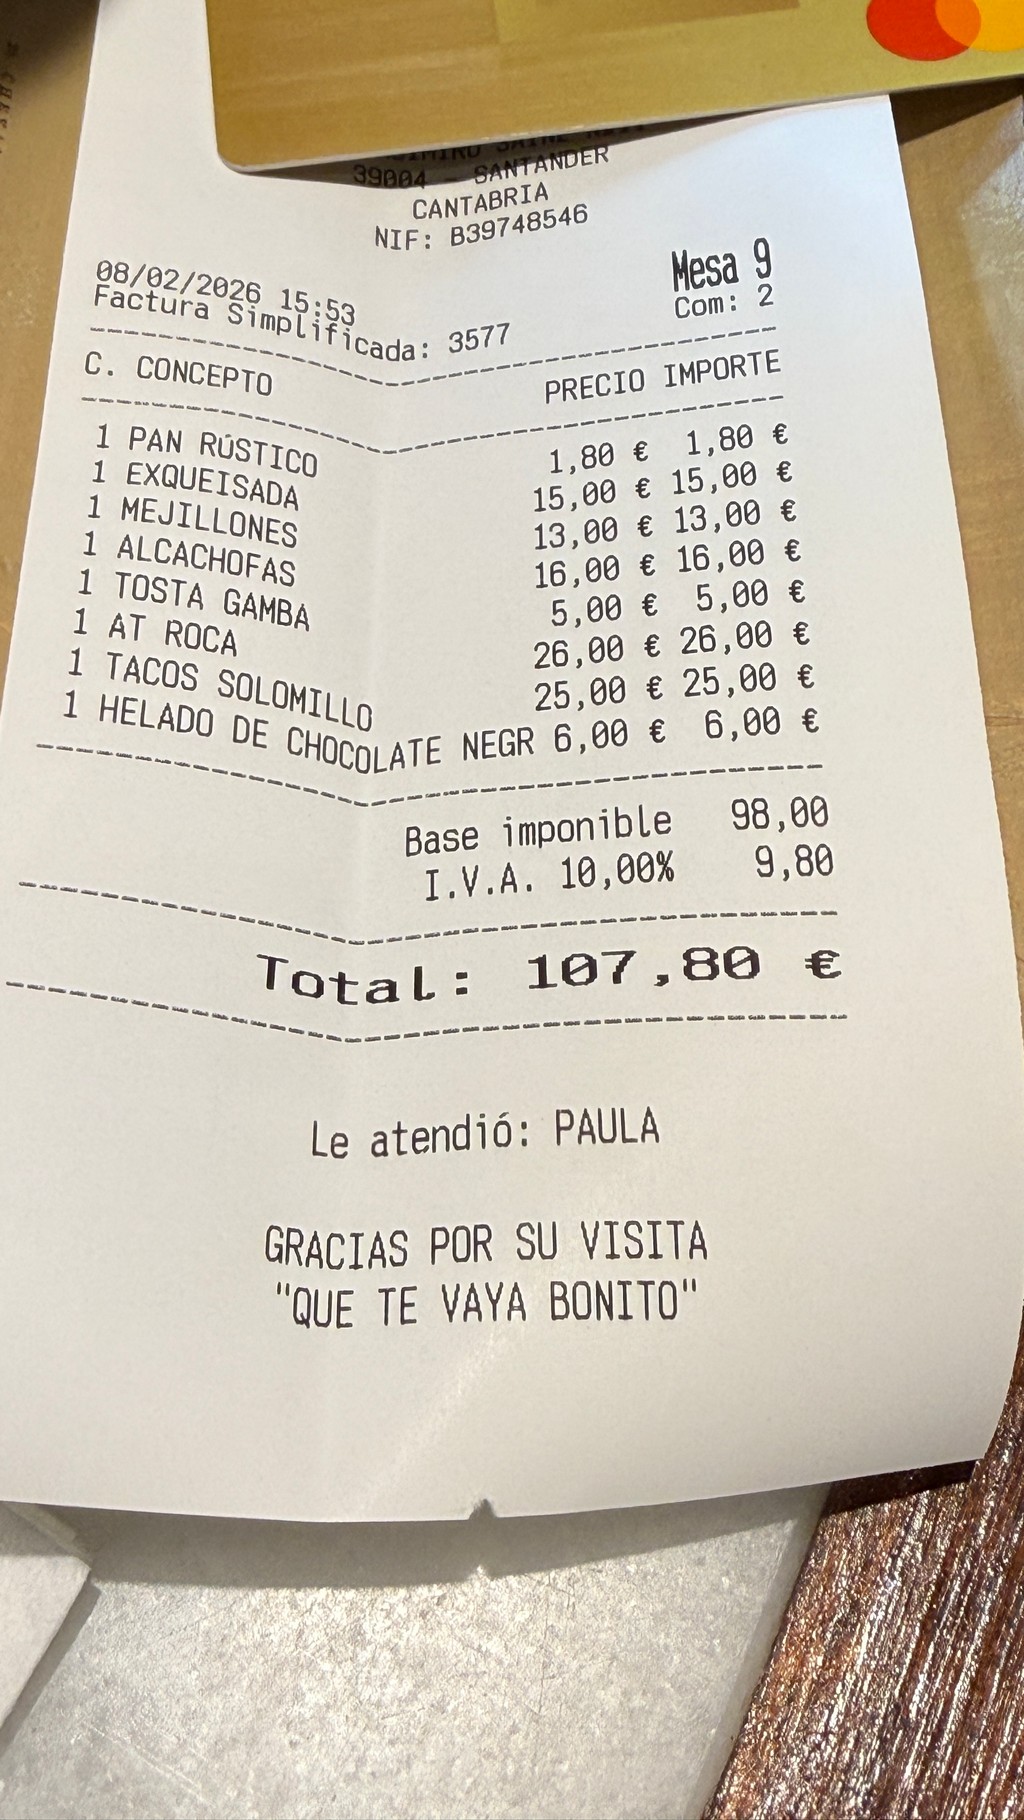 39004 - SANTANDER
CANTABRIA
NIF: B39748546
Mesa 9
08/02/2026 15:53
Com: 2
Factura Simplificada: 3577
C. CONCEPTO PRECIO IMPORTE
1 PAN RÚSTICO 1,80 € 1,80 €
1 EXQUEISADA 15,00 € 15,00 €
1 MEJILLONES 13,00 € 13,00 €
1 ALCACHOFAS 16,00 € 16,00 €
1 TOSTA GAMBA 5,00 € 5,00 €
1 AT ROCA 26,00 € 26,00 €
1 TACOS SOLOMILLO 25,00 € 25,00 €
1 HELADO DE CHOCOLATE NEGR 6,00 € 6,00 €
Base imponible 98,00
I.V.A. 10,00% 9,80
Total: 107,80 €
Le atendió: PAULA
GRACIAS POR SU VISITA
"QUE TE VAYA BONITO"